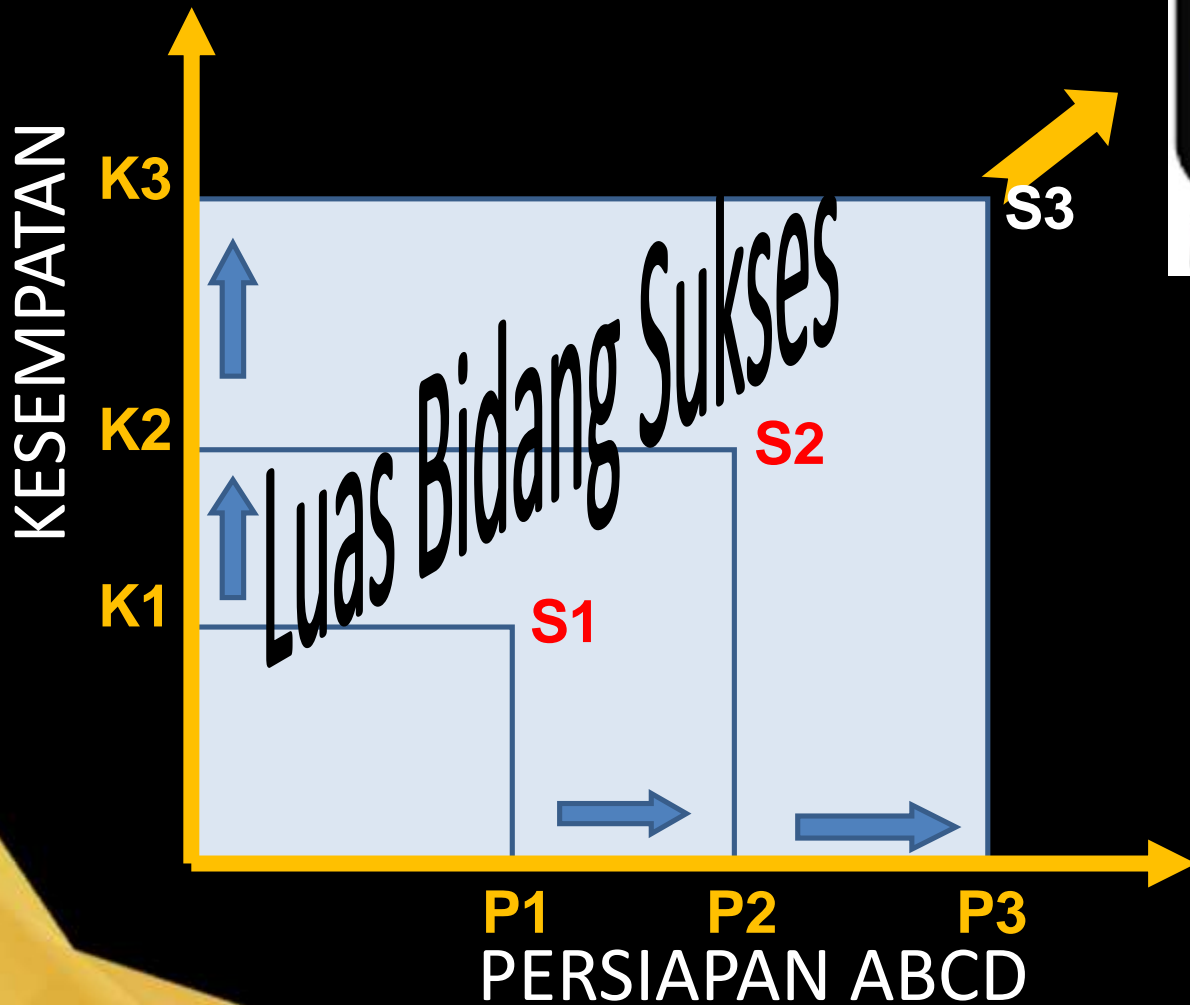 KESEMPATAN
K3
S3
Luas Bidang Sukses
K2
S2
K1
S1
P1 P2 P3
PERSIAPAN ABCD